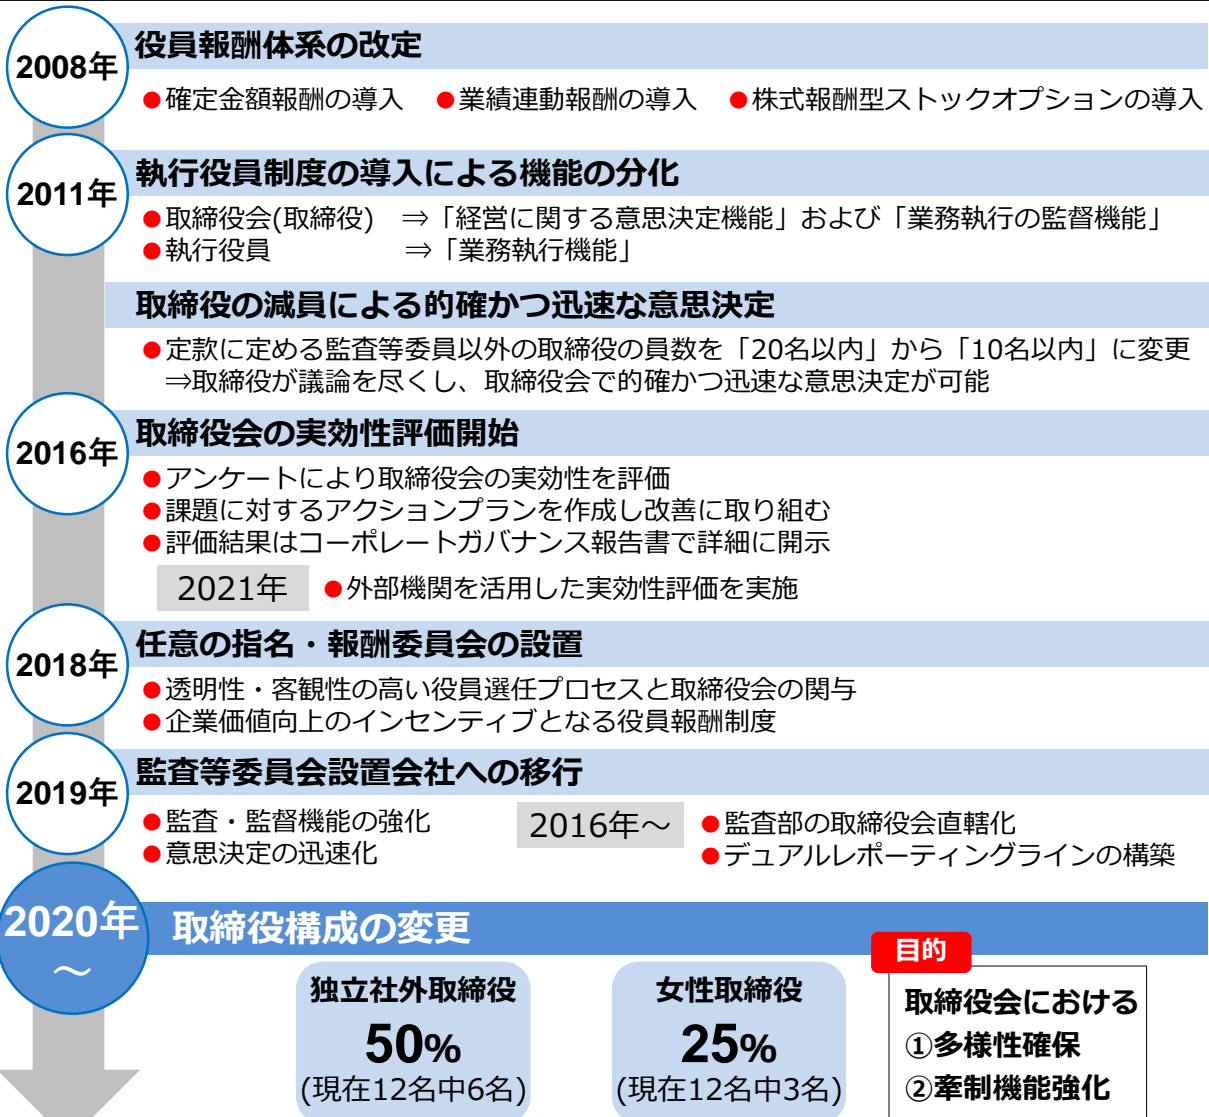 2008年
役員報酬体系の改定
●確定金額報酬の導入 ●業績連動報酬の導入 ●株式報酬型ストックオプションの導入
2011年
執行役員制度の導入による機能の分化
●取締役会(取締役) ⇒「経営に関する意思決定機能」および「業務執行の監督機能」
●執行役員 ⇒「業務執行機能」
取締役の減員による的確かつ迅速な意思決定
●定款に定める監査等委員以外の取締役の員数を「20名以内」から「10名以内」に変更
⇒取締役が議論を尽くし、取締役会で的確かつ迅速な意思決定が可能
2016年
取締役会の実効性評価開始
●アンケートにより取締役会の実効性を評価
●課題に対するアクションプランを作成し改善に取り組む
●評価結果はコーポレートガバナンス報告書で詳細に開示
2021年 ●外部機関を活用した実効性評価を実施
2018年
任意の指名・報酬委員会の設置
●透明性・客観性の高い役員選任プロセスと取締役会の関与
●企業価値向上のインセンティブとなる役員報酬制度
2019年
監査等委員会設置会社への移行
●監査・監督機能の強化
●意思決定の迅速化
2016年～
●監査部の取締役会直轄化
●デュアルレポーティングラインの構築
2020年
～
取締役構成の変更
独立社外取締役
50%
(現在12名中6名)
女性取締役
25%
(現在12名中3名)
目的
取締役会における
①多様性確保
②牽制機能強化